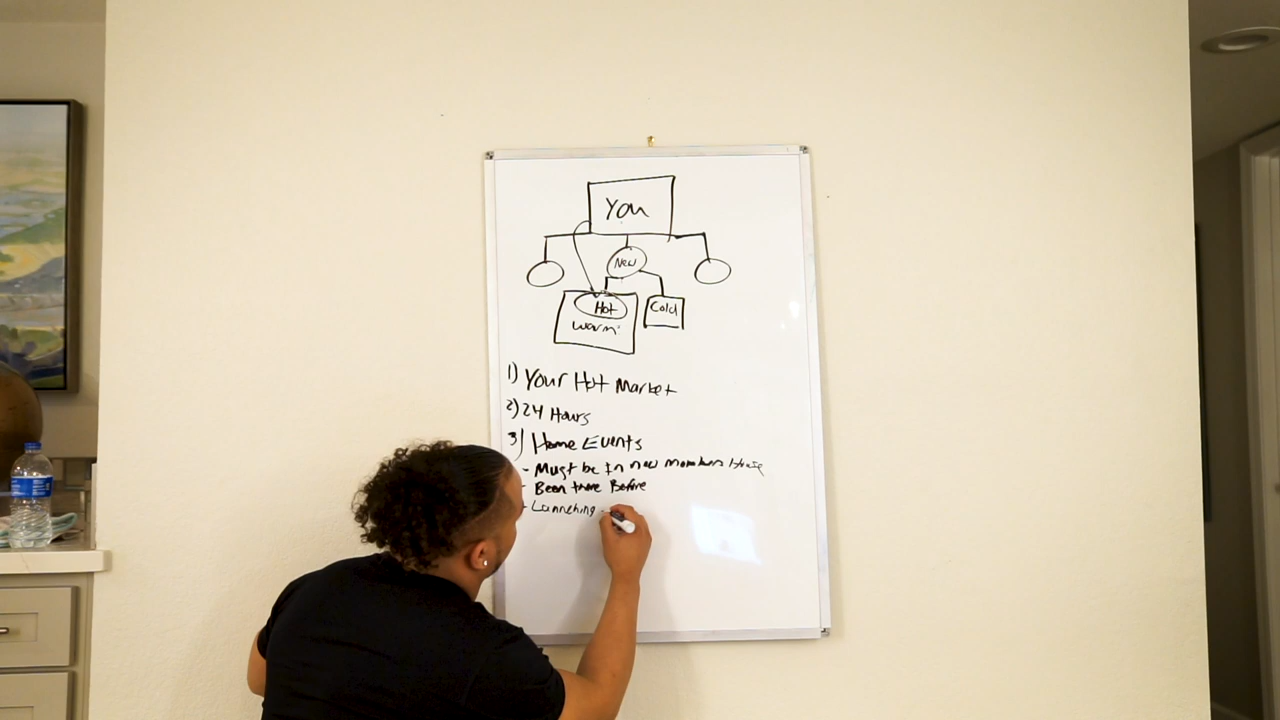 You
New
Hot
Cold
Warm
1) Your Hot Market
2) 24 Hours
3) Home Events
- Must be In new members House
- Been there Before
- Launching